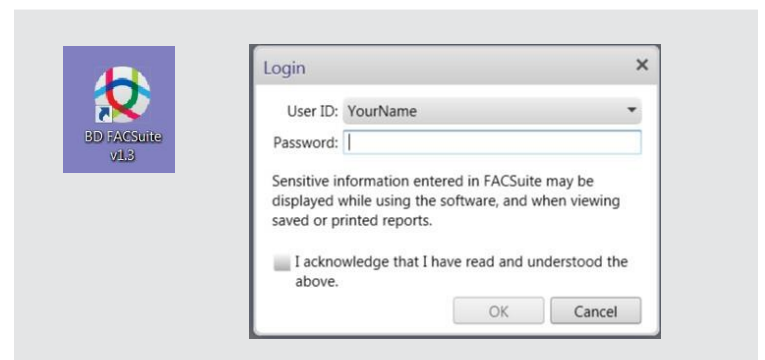 BD FACSuite
v1.3
Login
User ID: YourName
Password:
Sensitive information entered in FACSuite may be
displayed while using the software, and when viewing
saved or printed reports.
I acknowledge that I have read and understood the
above.
OK Cancel